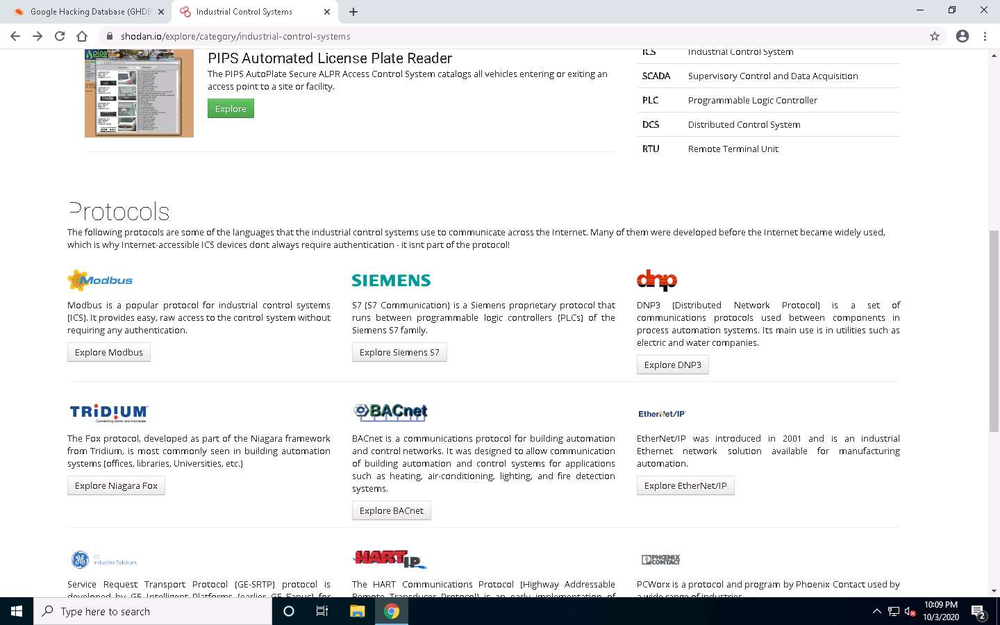 Google Hacking Database (GHDB
Industrial Control Systems
shodan.io/explore/category/industrial-control-systems
pips
PIPS Automated License Plate Reader
The PIPS AutoPlate Secure ALPR Access Control System catalogs all vehicles entering or exiting an
access point to a site or facility.
Explore
ICS Industrial Control System
SCADA Supervisory Control and Data Acquisition
PLC Programmable Logic Controller
DCS Distributed Control System
RTU Remote Terminal Unit
Protocols
The following protocols are some of the languages that the industrial control systems use to communicate across the Internet. Many of them were developed before the Internet became widely used,
which is why Internet-accessible ICS devices dont always require authentication - it isnt part of the protocol!
Modbus
Modbus is a popular protocol for industrial control systems
(ICS). It provides easy, raw access to the control system without
requiring any authentication.
Explore Modbus
SIEMENS
S7 (S7 Communication) is a Siemens proprietary protocol that
runs between programmable logic controllers (PLCs) of the
Siemens S7 family.
Explore Siemens S7
dnp
DNP3 (Distributed Network Protocol) is a set of
communications protocols used between components in
process automation systems. Its main use is in utilities such as
electric and water companies.
Explore DNP3
TRIDIUM
Connecting devices and machines
The Fox protocol, developed as part of the Niagara framework
from Tridium, is most commonly seen in building automation
systems (offices, libraries, Universities, etc.)
Explore Niagara Fox
BACnet
BACnet is a communications protocol for building automation
and control networks. It was designed to allow communication
of building automation and control systems for applications
such as heating, air-conditioning, lighting, and fire detection
systems.
Explore BACnet
EtherNet/IP
EtherNet/IP was introduced in 2001 and is an industrial
Ethernet network solution available for manufacturing
automation.
Explore EtherNet/IP
GE
Industrial Solutions
Service Request Transport Protocol (GE-SRTP) protocol is
developed by GE Intelligent Platforms (earlier GE Fanuc) for
HART IP
The HART Communications Protocol (Highway Addressable
Remote Transducer Protocol) is an early implementation of
PHOENIX
CONTACT
PCWorx is a protocol and program by Phoenix Contact used by
a wide range of industries.
Type here to search
10:09 PM
10/3/2020
2